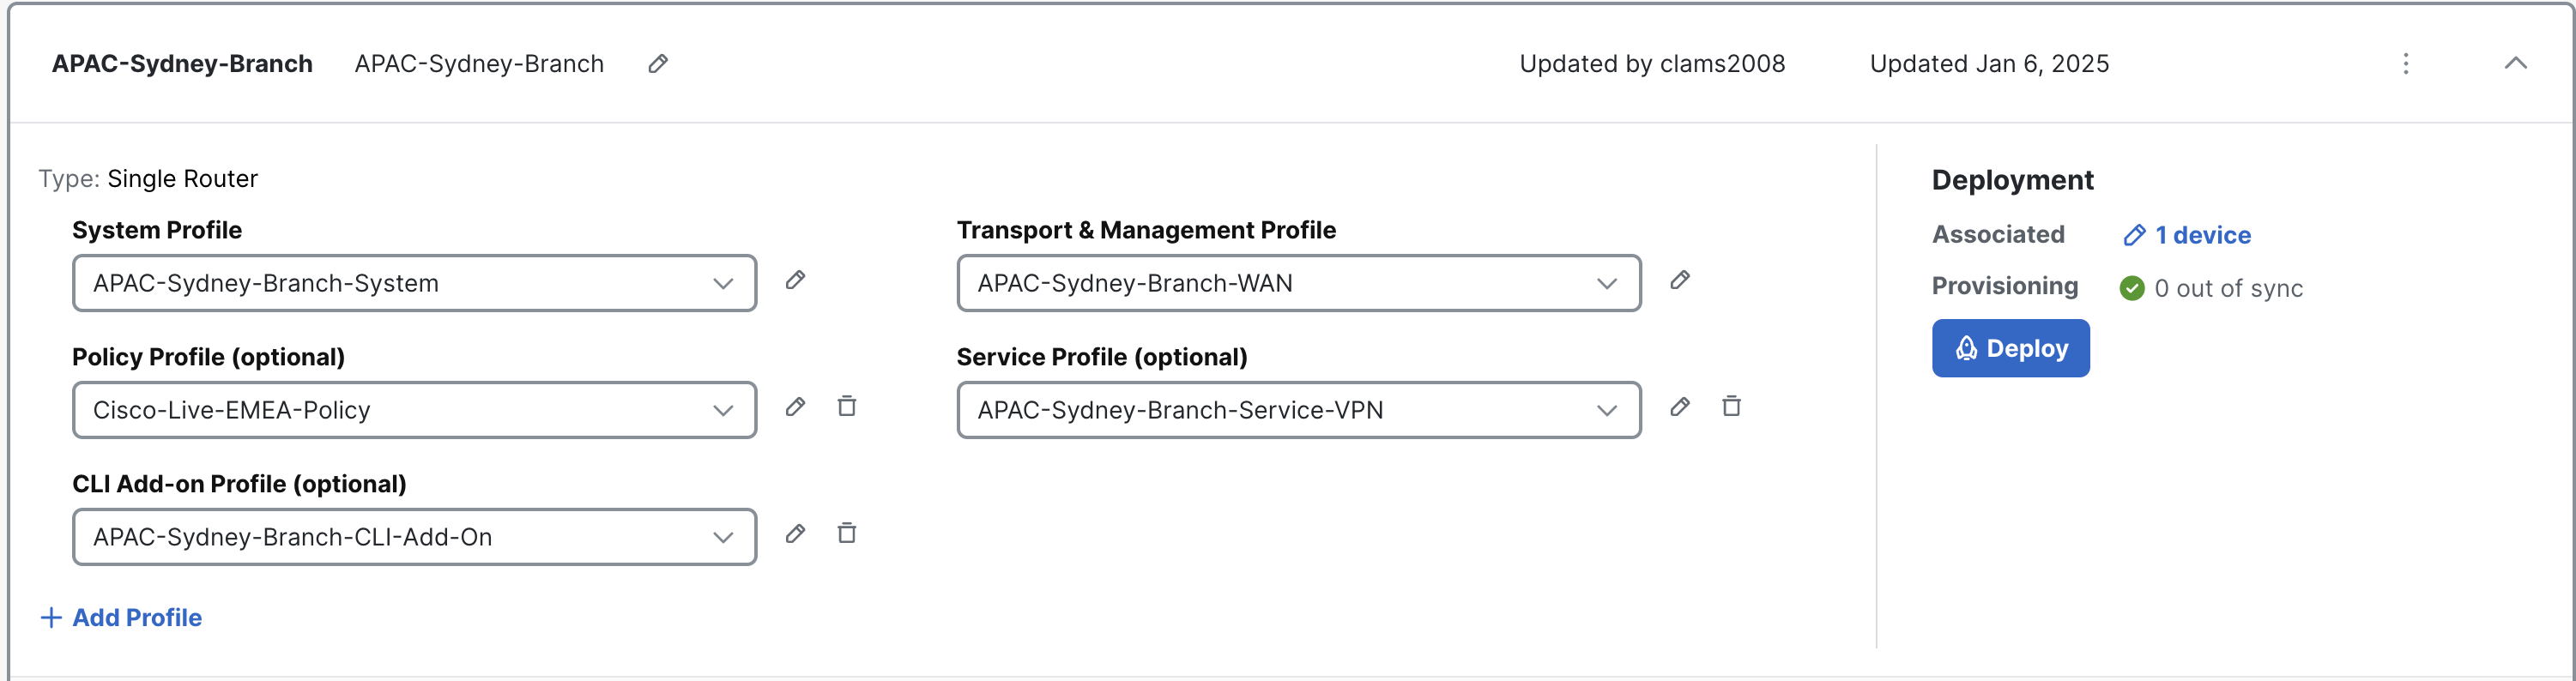 APAC-Sydney-Branch APAC-Sydney-Branch Updated by clams2008 Updated Jan 6, 2025
Type: Single Router
System Profile
APAC-Sydney-Branch-System
Transport & Management Profile
APAC-Sydney-Branch-WAN
Policy Profile (optional)
Cisco-Live-EMEA-Policy
Service Profile (optional)
APAC-Sydney-Branch-Service-VPN
CLI Add-on Profile (optional)
APAC-Sydney-Branch-CLI-Add-On
Add Profile
Deployment
Associated 1 device
Provisioning 0 out of sync
Deploy